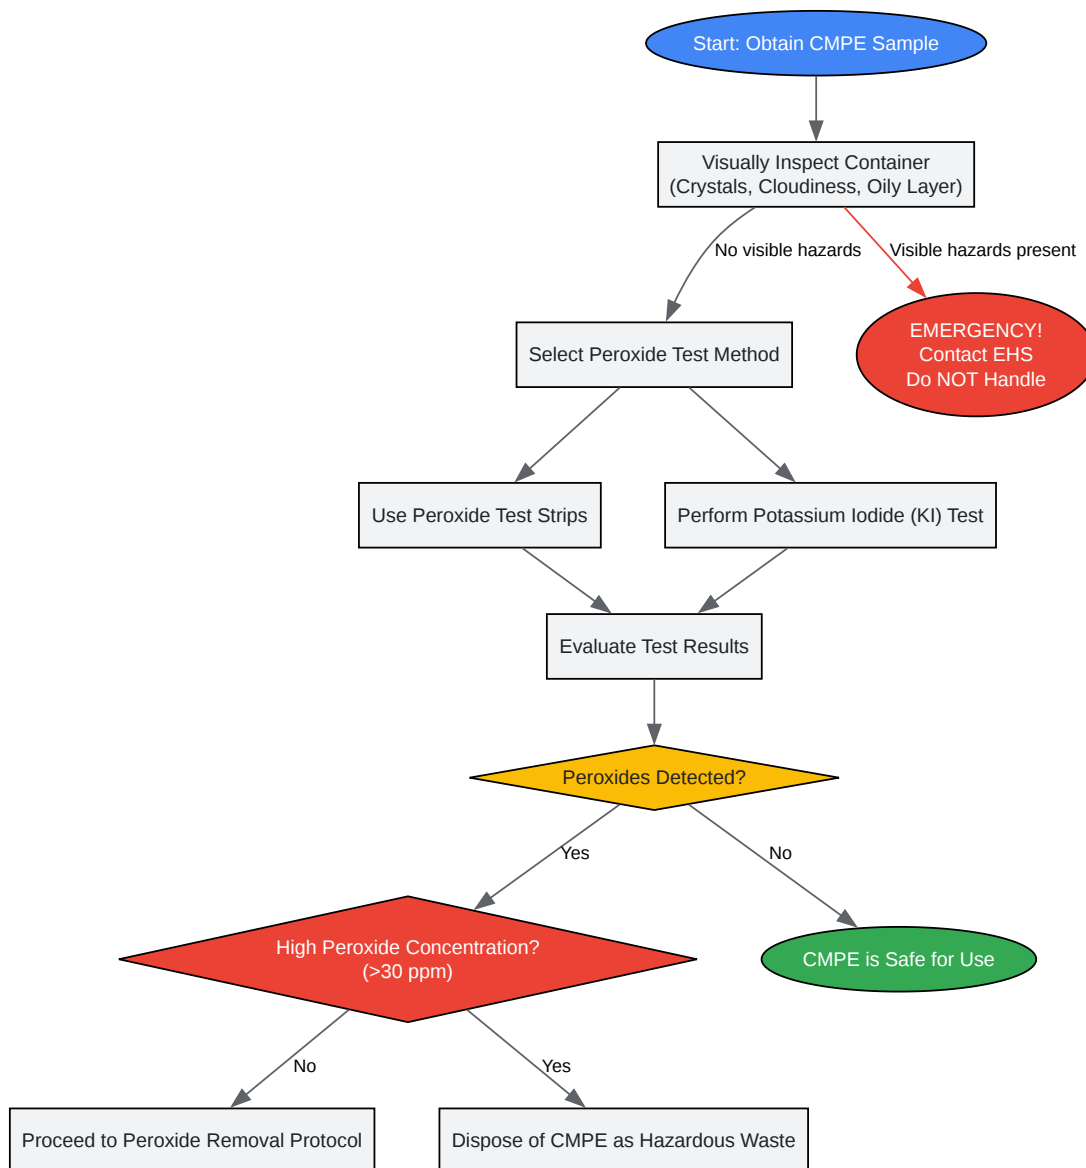 Start: Obtain CMPE Sample
Visually Inspect Container
(Crystals, Cloudiness, Oily Layer)
No visible hazards
Visible hazards present
EMERGENCY!
Contact EHS
Do NOT Handle
Select Peroxide Test Method
Use Peroxide Test Strips
Perform Potassium Iodide (KI) Test
Evaluate Test Results
Peroxides Detected?
Yes
No
High Peroxide Concentration?
(>30 ppm)
CMPE is Safe for Use
No
Yes
Proceed to Peroxide Removal Protocol
Dispose of CMPE as Hazardous Waste